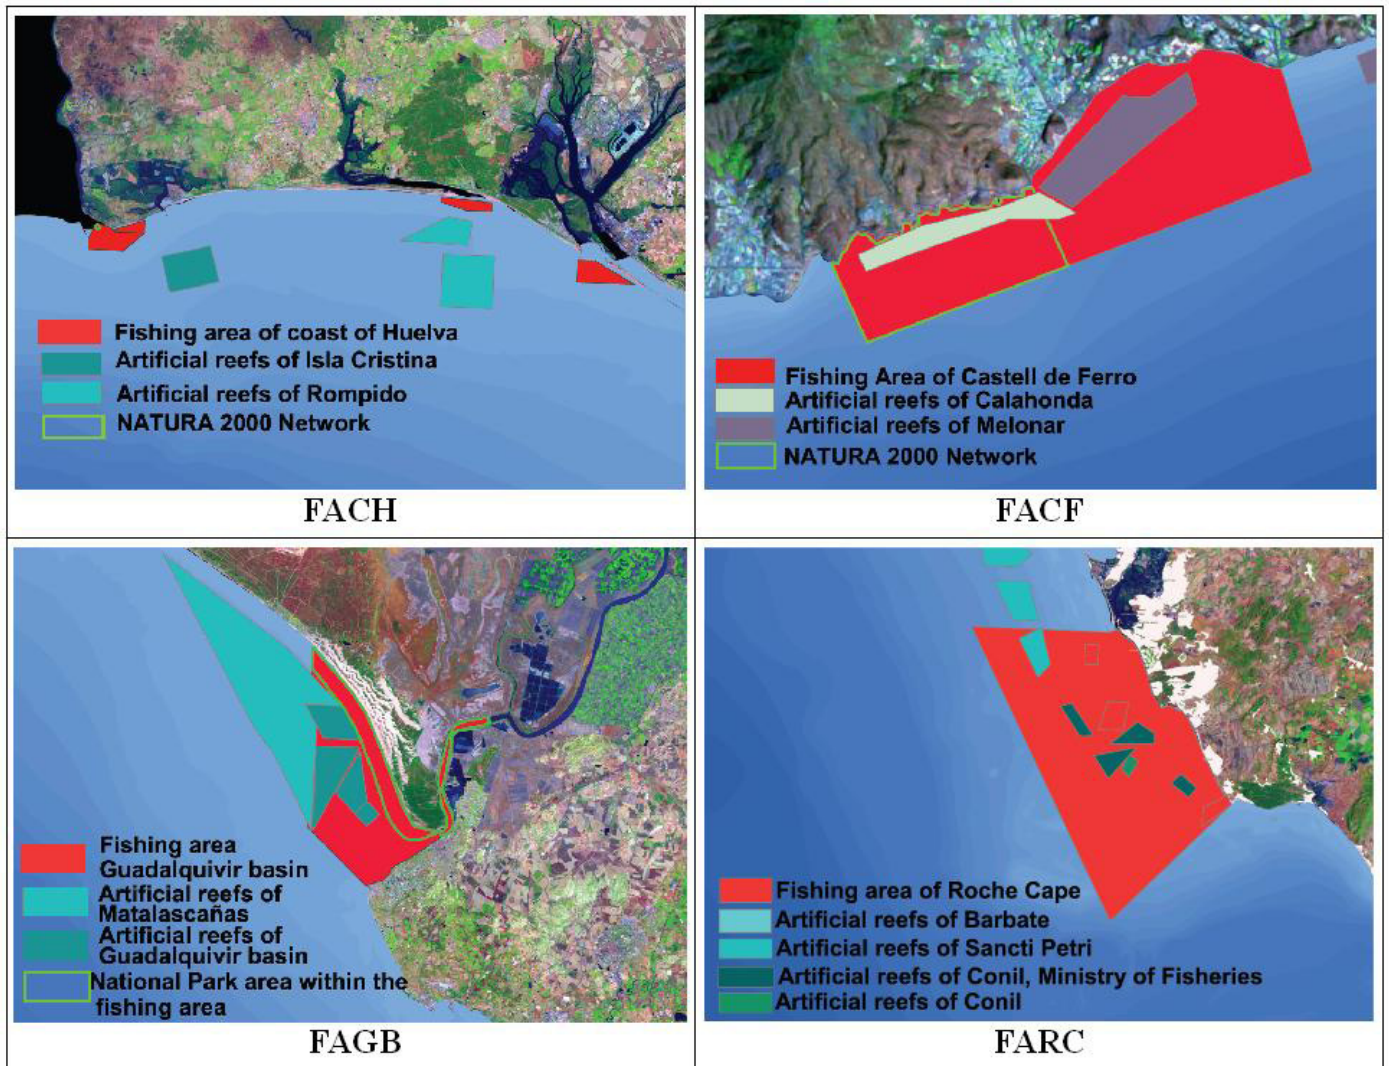 Fishing area of coast of Huelva
Artificial reefs of Isla Cristina
Artificial reefs of Rompido
NATURA 2000 Network
FACH
Fishing Area of Castell de Ferro
Artificial reefs of Calahonda
Artificial reefs of Melonar
NATURA 2000 Network
FACF
Fishing area
Guadalquivir basin
Artificial reefs of
Matalascañas
Artificial reefs of
Guadalquivir basin
National Park area within the
fishing area
FAGB
Fishing area of Roche Cape
Artificial reefs of Barbate
Artificial reefs of Sancti Petri
Artificial reefs of Conil, Ministry of Fisheries
Artificial reefs of Conil
FARC